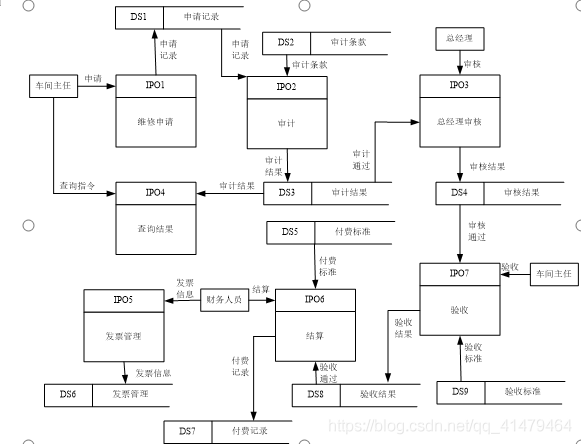 DS1 申请记录
总经理
DS2 审计条款
申请
记录
申请
记录
审计条款
审核
车间主任
申请
IPO1
维修申请
IPO2
审计
IPO3
总经理审核
审计
结果
审计
通过
审核结果
查询指令
IPO4
查询结果
审计结果
DS3 审计结果
DS4 审核结果
DS5 付费标准
审核
通过
付费
标准
IPO7
验收
验收
车间主任
发票
信息
结算
IPO5
发票管理
财务人员
IPO6
结算
验收
结果
验收
标准
付费
记录
发票信息
验收
通过
DS6 发票管理
DS8 验收结果
DS9 验收标准
DS7 付费记录
https://blog.csdn.net/qq_41479464